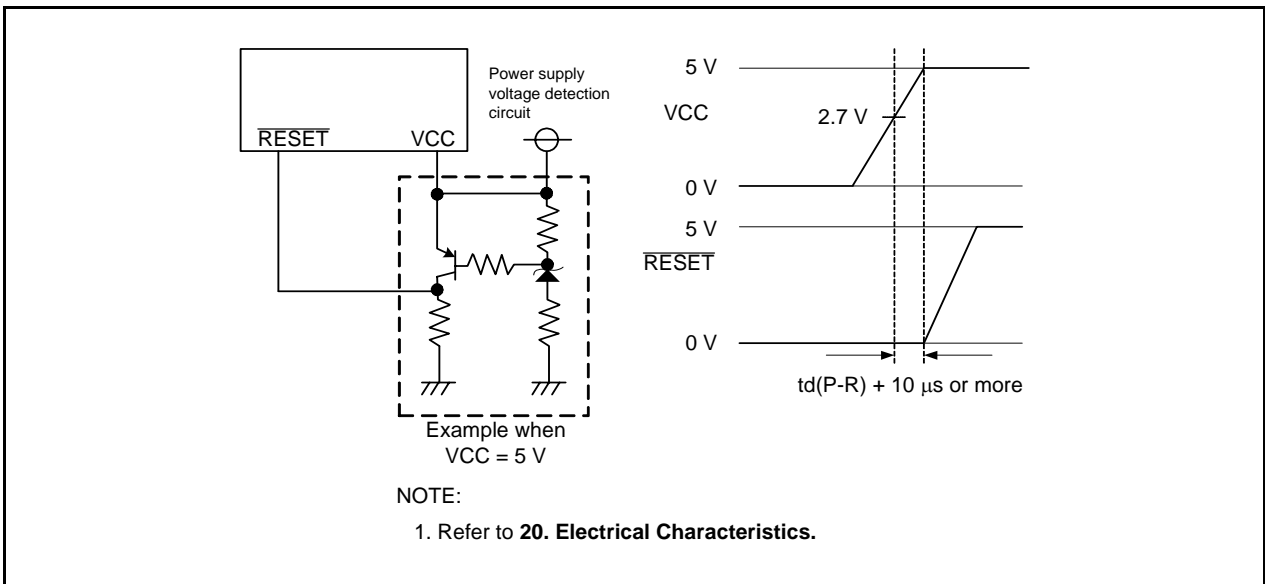 Power supply
voltage detection
circuit
RESET VCC
Example when
VCC = 5 V
5 V
VCC
2.7 V
0 V
5 V
RESET
0 V
td(P-R) + 10 μs or more
NOTE:
1. Refer to 20. Electrical Characteristics.